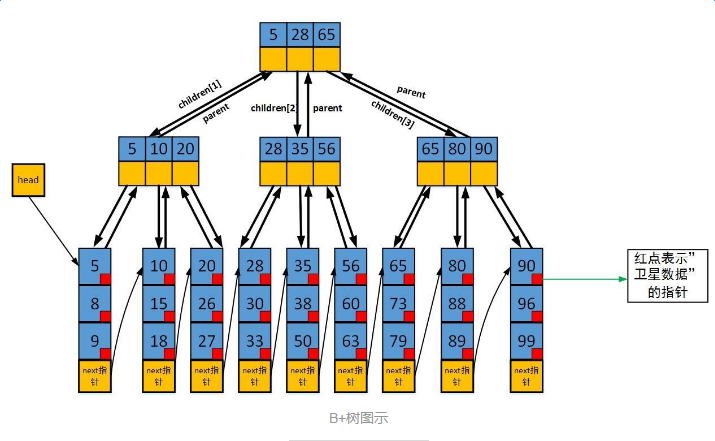 5 28 65
children[1]
parent
children[2]
parent
parent
children[3]
5 10 20
28 35 56
65 80 90
head
5 10 20 28 35 56 65 80 90
8 15 26 30 38 60 73 88 96
9 18 27 33 50 63 79 89 99
next指 next指 next指 next指 next指 next指 next指 next指 next指
针 针 针 针 针 针 针 针 针
红点表示”
卫星数据”
的指针
B+树图示